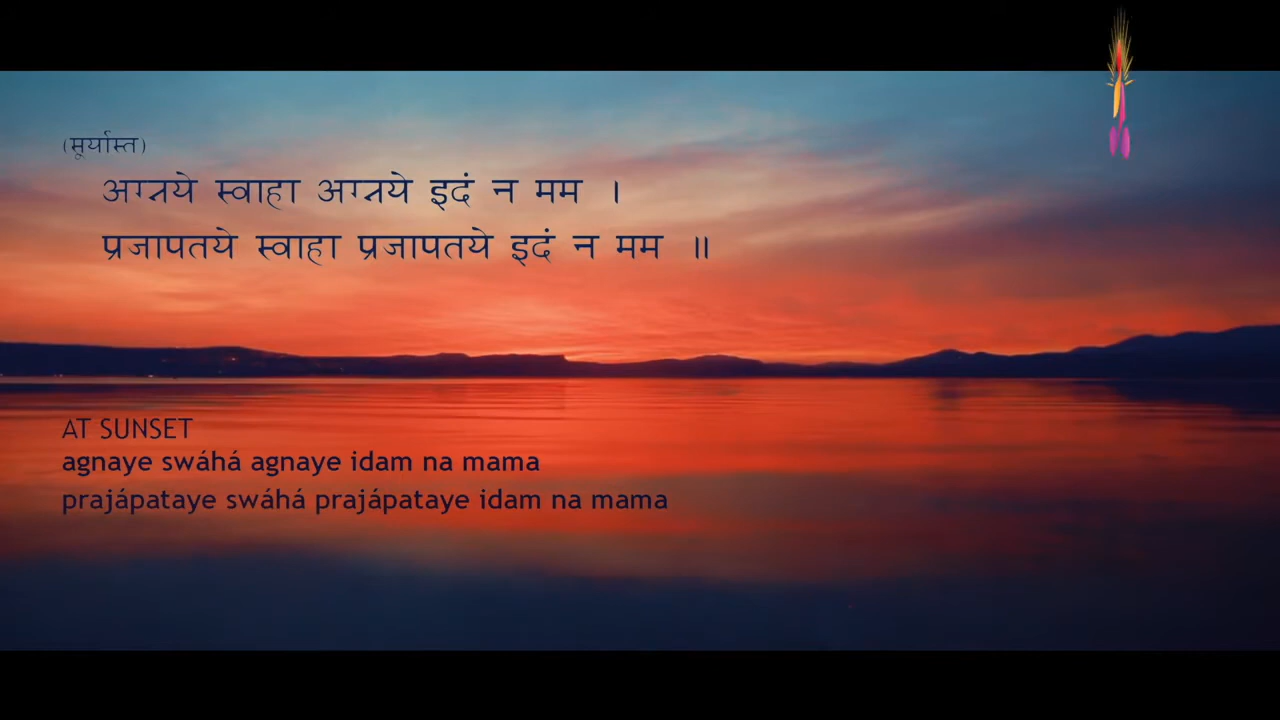 (सूर्यास्त)
अग्नये स्वाहा अग्नये इदं न मम ।
प्रजापतये स्वाहा प्रजापतये इदं न मम ॥
AT SUNSET
agnaye swáhá agnaye idam na mama
prajápataye swáhá prajápataye idam na mama